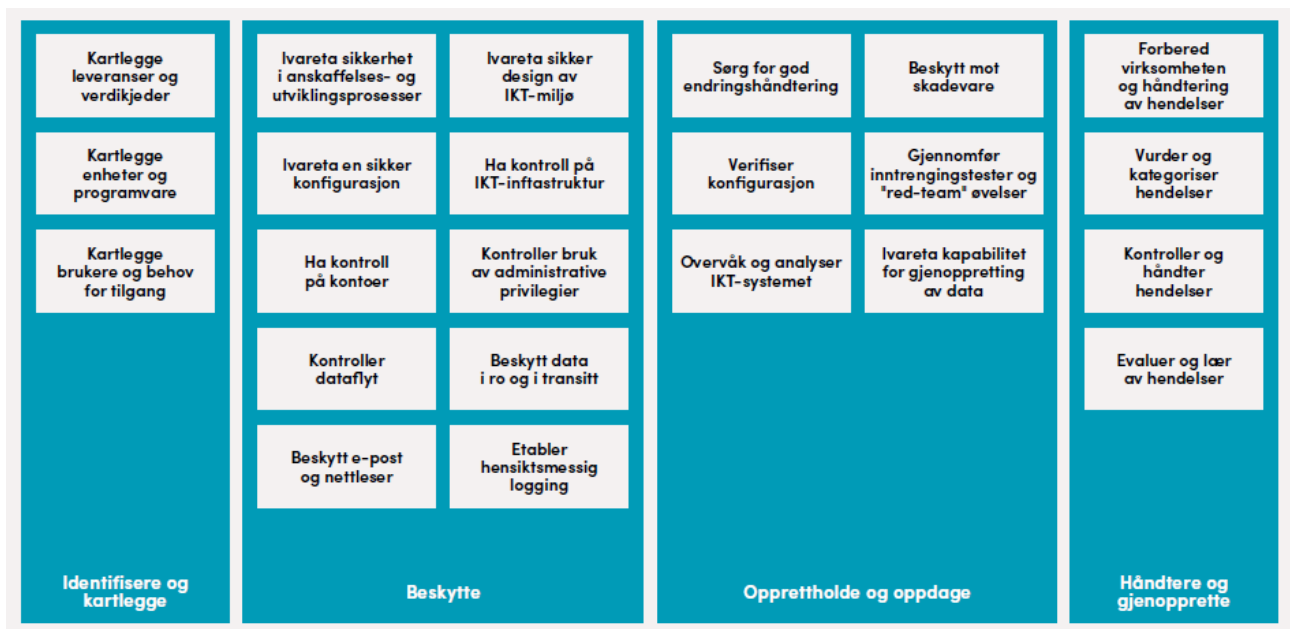 Kartlegge
leveranser og
verdikjeder
Kartlegge
enheter og
programvare
Kartlegge
brukere og behov
for tilgang
Identifisere og
kartlegge
Ivareta sikkerhet
i anskaffelses- og
utviklingsprosesser
Ivareta sikker
design av
IKT-miljø
Ivareta en sikker
konfigurasjon
Ha kontroll på
IKT-inftastruktur
Ha kontroll
på kontoer
Kontroller bruk
av administrative
privilegier
Kontroller
dataflyt
Beskytt data
i ro og i transitt
Beskytt e-post
og nettleser
Etabler
hensiktsmessig
logging
Beskytte
Sørg for god
endringshåndtering
Beskytt mot
skadevare
Verifiser
konfigurasjon
Gjennomfør
inntrengingstester og
"red-team" øvelser
Overvåk og analyser
IKT-systemet
Ivareta kapabilitet
for gjenoppretting
av data
Opprettholde og oppdage
Forbered
virksomheten
og håndtering
av hendelser
Vurder og
kategoriser
hendelser
Kontroller og
håndter
hendelser
Evaluer og lær
av hendelser
Håndtere og
gjenopprette